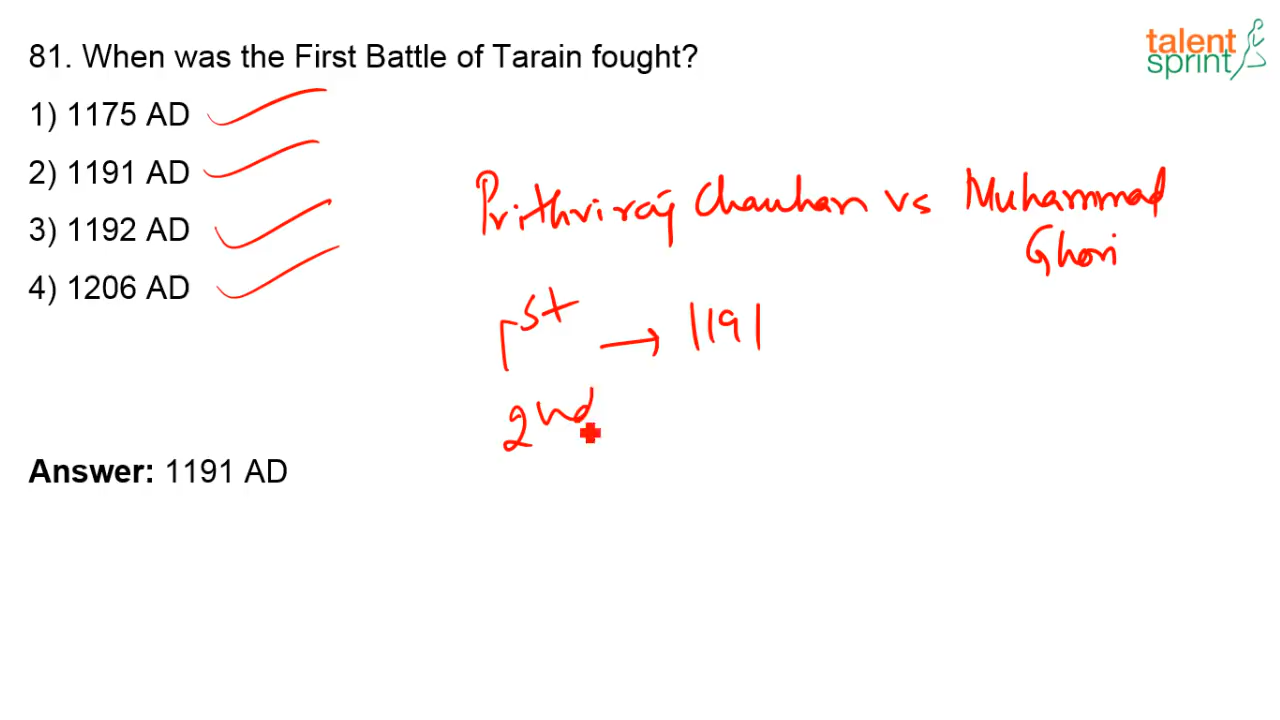 81. When was the First Battle of Tarain fought?
talent
sprint
1) 1175 AD
2) 1191 AD
3) 1192 AD
4) 1206 AD
Prithviraj Chauhan vs Muhammad
Ghori
1st → 1191
2nd
Answer: 1191 AD